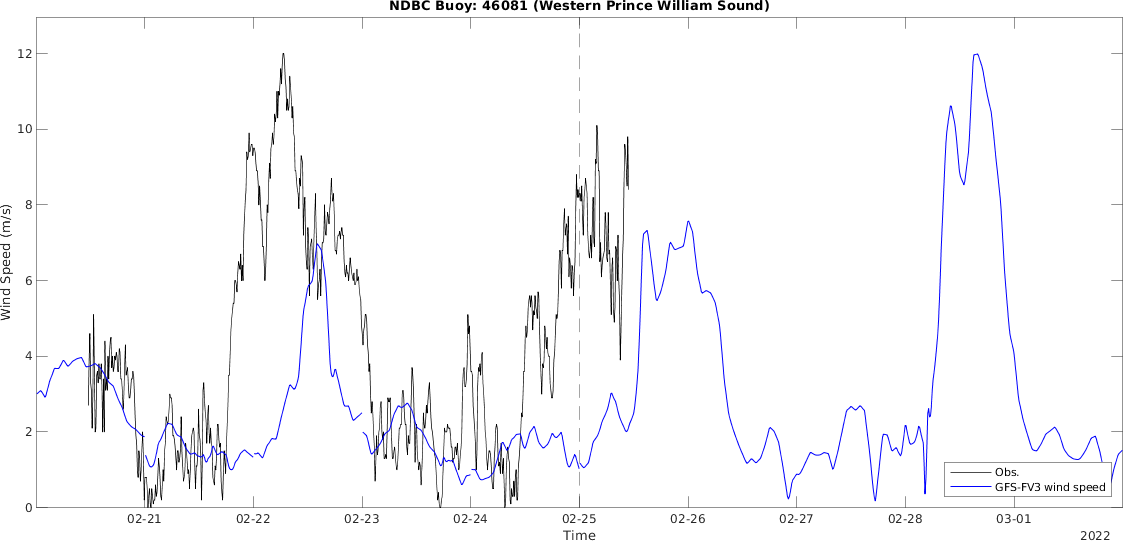 NDBC Buoy: 46081 (Western Prince William Sound)
Wind Speed (m/s)
12
10
8
6
4
2
0
02-21 02-22 02-23 02-24 02-25 02-26 02-27 02-28 03-01
Time
2022
Obs.
GFS-FV3 wind speed